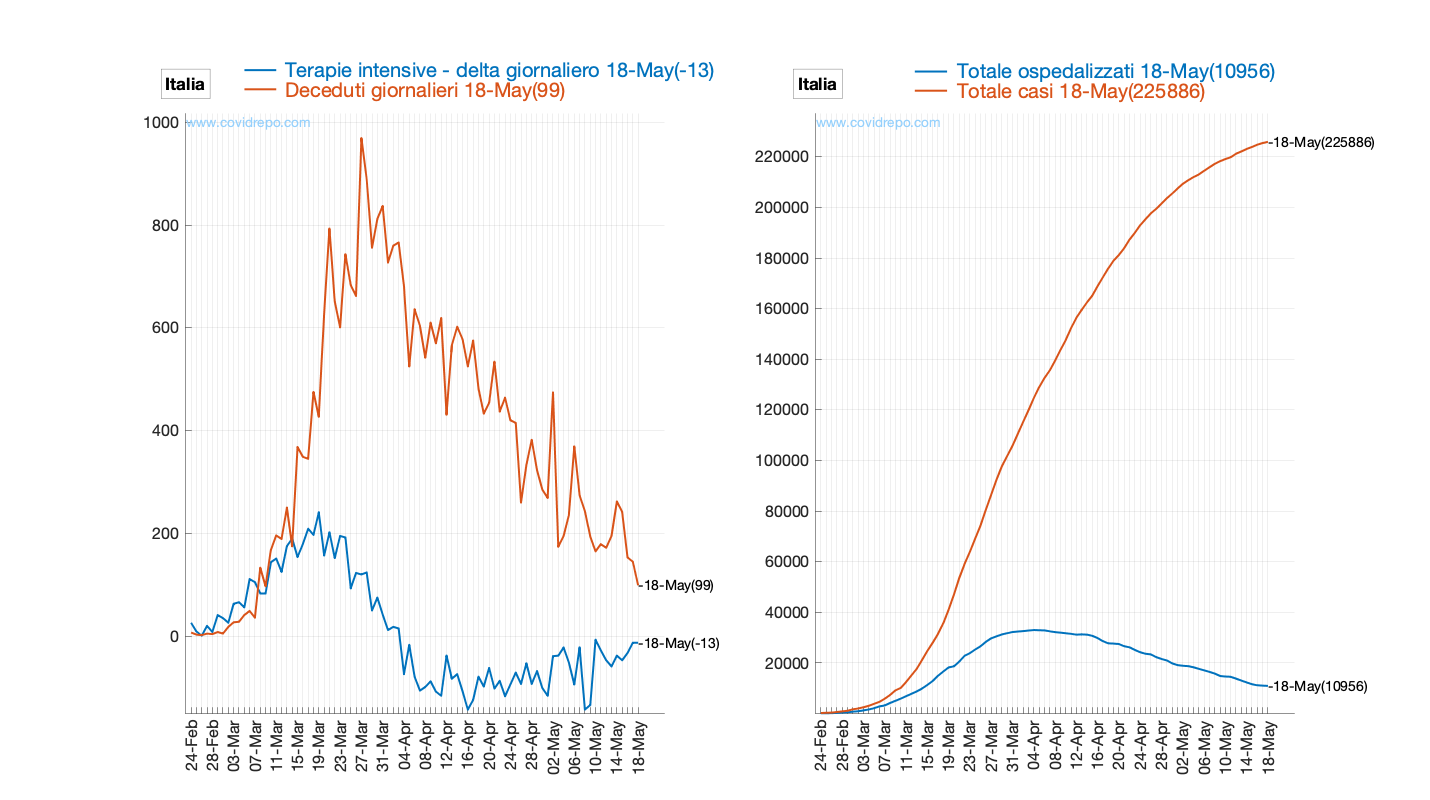 Italia
Terapie intensive - delta giornaliero 18-May(-13)
Deceduti giornalieri 18-May(99)
www.covidrepo.com
1000
800
600
400
200
0
18-May(99)
18-May(-13)
24-Feb
28-Feb
03-Mar
07-Mar
11-Mar
15-Mar
19-Mar
23-Mar
27-Mar
31-Mar
04-Apr
08-Apr
12-Apr
16-Apr
20-Apr
24-Apr
28-Apr
02-May
06-May
10-May
14-May
18-May
Italia
Totale ospedalizzati 18-May(10956)
Totale casi 18-May(225886)
www.covidrepo.com
220000
200000
180000
160000
140000
120000
100000
80000
60000
40000
20000
18-May(225886)
18-May(10956)
24-Feb
28-Feb
03-Mar
07-Mar
11-Mar
15-Mar
19-Mar
23-Mar
27-Mar
31-Mar
04-Apr
08-Apr
12-Apr
16-Apr
20-Apr
24-Apr
28-Apr
02-May
06-May
10-May
14-May
18-May